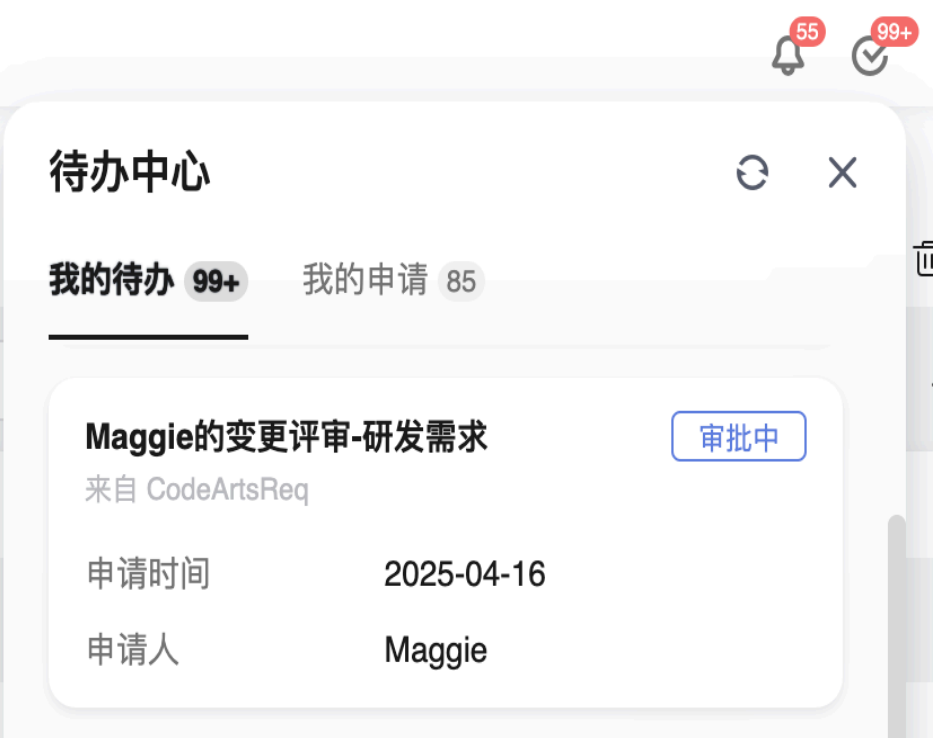 55 99+
待办中心
我的待办 99+ 我的申请 85
Maggie的变更评审-研发需求 审批中
来自 CodeArtsReq
申请时间 2025-04-16
申请人 Maggie